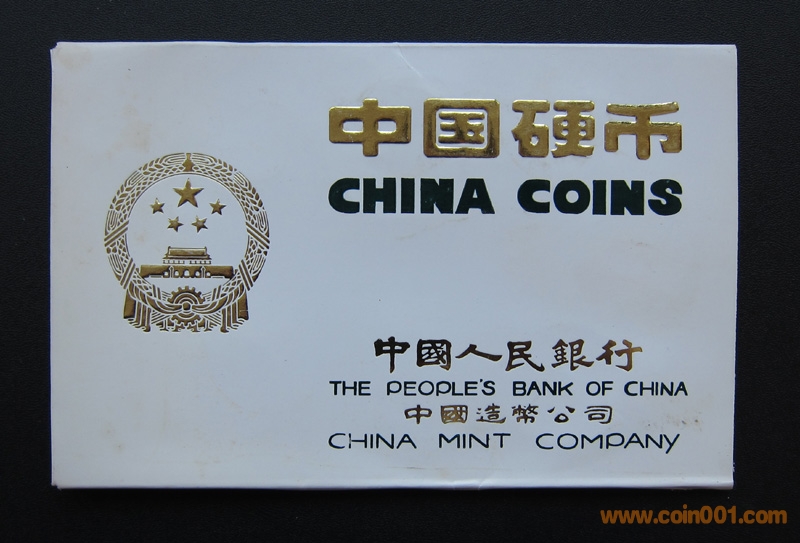 中国硬币
CHINA COINS
中國人民銀行
THE PEOPLE'S BANK OF CHINA
中國造幣公司
CHINA MINT COMPANY
www.coin001.com